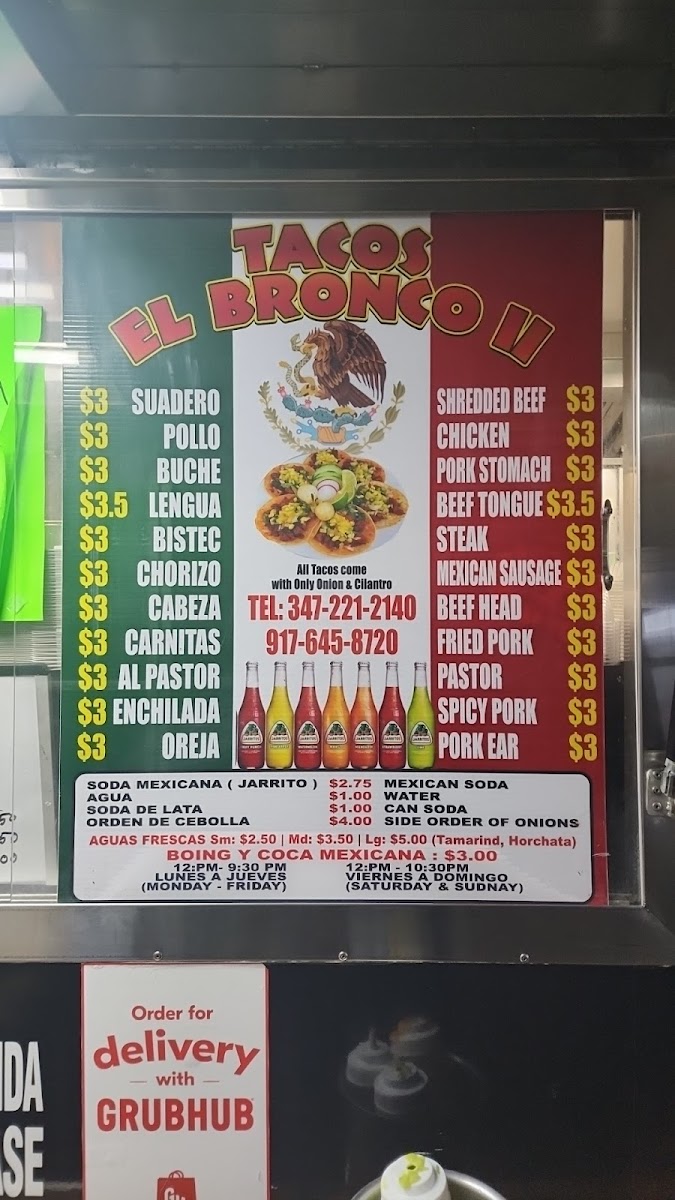 TACOS
EL BRONCO II
$3 SUADERO
$3 POLLO
$3 BUCHE
$3.5 LENGUA
$3 BISTEC
$3 CHORIZO
$3 CABEZA
$3 CARNITAS
$3 AL PASTOR
$3 ENCHILADA
$3 OREJA
All Tacos come
with Only Onion & Cilantro
TEL: 347-221-2140
917-645-8720
SHREDDED BEEF $3
CHICKEN $3
PORK STOMACH $3
BEEF TONGUE $3.5
STEAK $3
MEXICAN SAUSAGE $3
BEEF HEAD $3
FRIED PORK $3
PASTOR $3
SPICY PORK $3
PORK EAR $3
SODA MEXICANA ( JARRITO ) $2.75 MEXICAN SODA
AGUA $1.00 WATER
SODA DE LATA $1.00 CAN SODA
ORDEN DE CEBOLLA $4.00 SIDE ORDER OF ONIONS
AGUAS FRESCAS Sm: $2.50 | Md: $3.50 | Lg: $5.00 (Tamarind, Horchata)
BOING Y COCA MEXICANA : $3.00
12:PM- 9:30 PM
LUNES A JUEVES
(MONDAY - FRIDAY)
12:PM - 10:30PM
VIERNES A DOMINGO
(SATURDAY & SUDNAY)
Order for
delivery
with
GRUBHUB